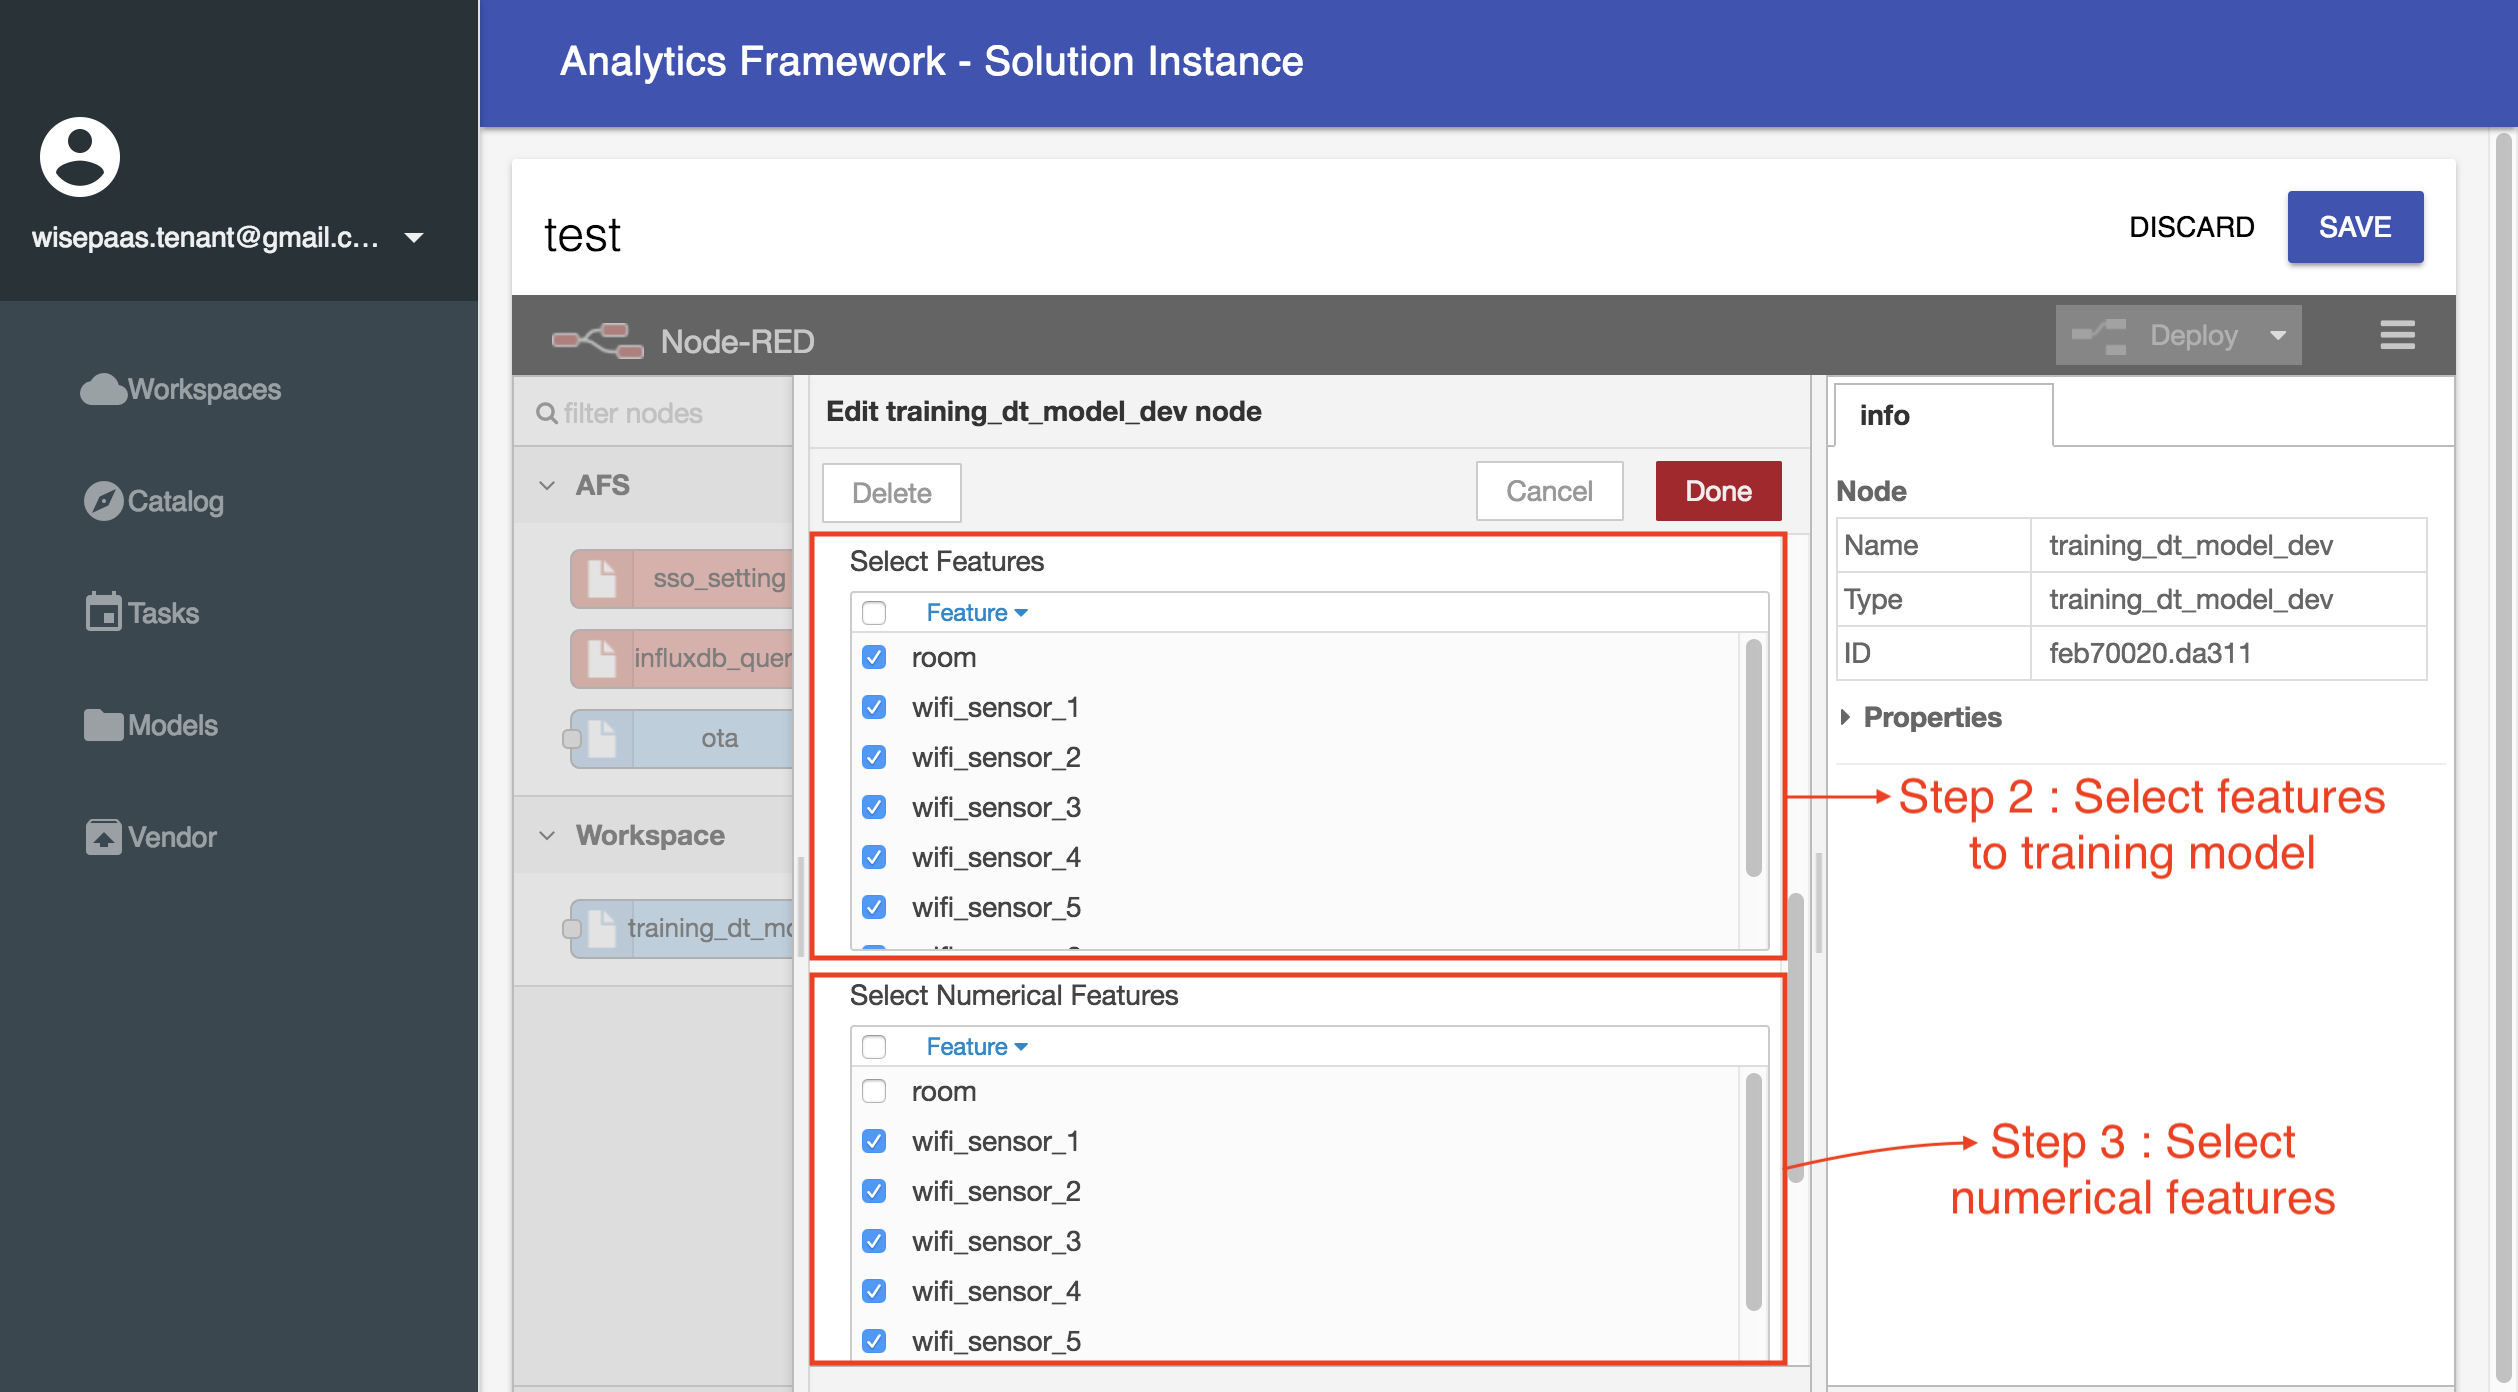 Analytics Framework - Solution Instance
wisepaas.tenant@gmail.c...
Workspaces
Catalog
Tasks
Models
Vendor
test
DISCARD
SAVE
Node-RED
Deploy
filter nodes
AFS
sso_setting
influxdb_quer
ota
Workspace
training_dt_mo
Edit training_dt_model_dev node
Delete
Cancel
Done
Select Features
Feature
room
wifi_sensor_1
wifi_sensor_2
wifi_sensor_3
wifi_sensor_4
wifi_sensor_5
Select Numerical Features
Feature
room
wifi_sensor_1
wifi_sensor_2
wifi_sensor_3
wifi_sensor_4
wifi_sensor_5
info
Node
Name training_dt_model_dev
Type training_dt_model_dev
ID feb70020.da311
Properties
Step 2 : Select features
to training model
Step 3 : Select
numerical features